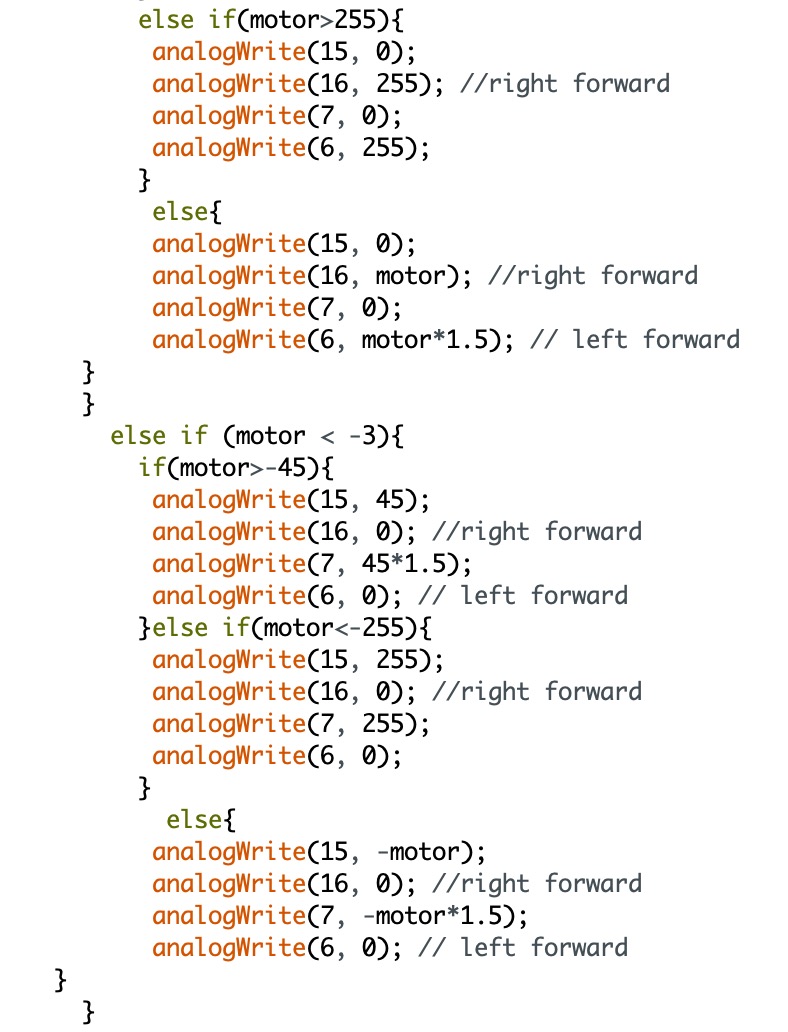 else if(motor>255){
analogWrite(15, 0);
analogWrite(16, 255); //right forward
analogWrite(7, 0);
analogWrite(6, 255);
}
else{
analogWrite(15, 0);
analogWrite(16, motor); //right forward
analogWrite(7, 0);
analogWrite(6, motor*1.5); // left forward
}
}
else if (motor < -3){
if(motor>-45){
analogWrite(15, 45);
analogWrite(16, 0); //right forward
analogWrite(7, 45*1.5);
analogWrite(6, 0); // left forward
}else if(motor<-255){
analogWrite(15, 255);
analogWrite(16, 0); //right forward
analogWrite(7, 255);
analogWrite(6, 0);
}
else{
analogWrite(15, -motor);
analogWrite(16, 0); //right forward
analogWrite(7, -motor*1.5);
analogWrite(6, 0); // left forward
}
}